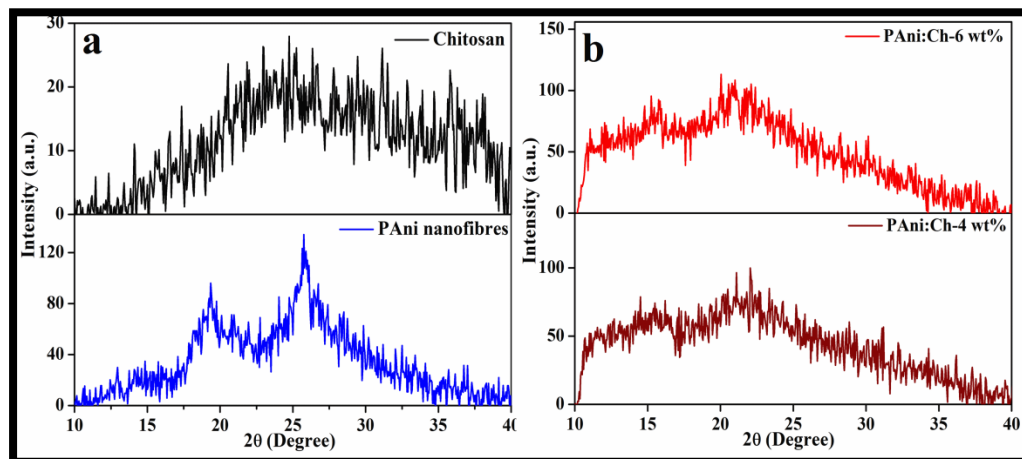 a
Chitosan
30
20
10
0
Intensity (a.u.)
PAni nanofibres
120
80
40
0
10 15 20 25 30 35 40
2θ (Degree)
b
PAni:Ch-6 wt%
150
100
50
0
Intensity (a.u.)
PAni:Ch-4 wt%
100
50
0
10 15 20 25 30 35 40
2θ (Degree)